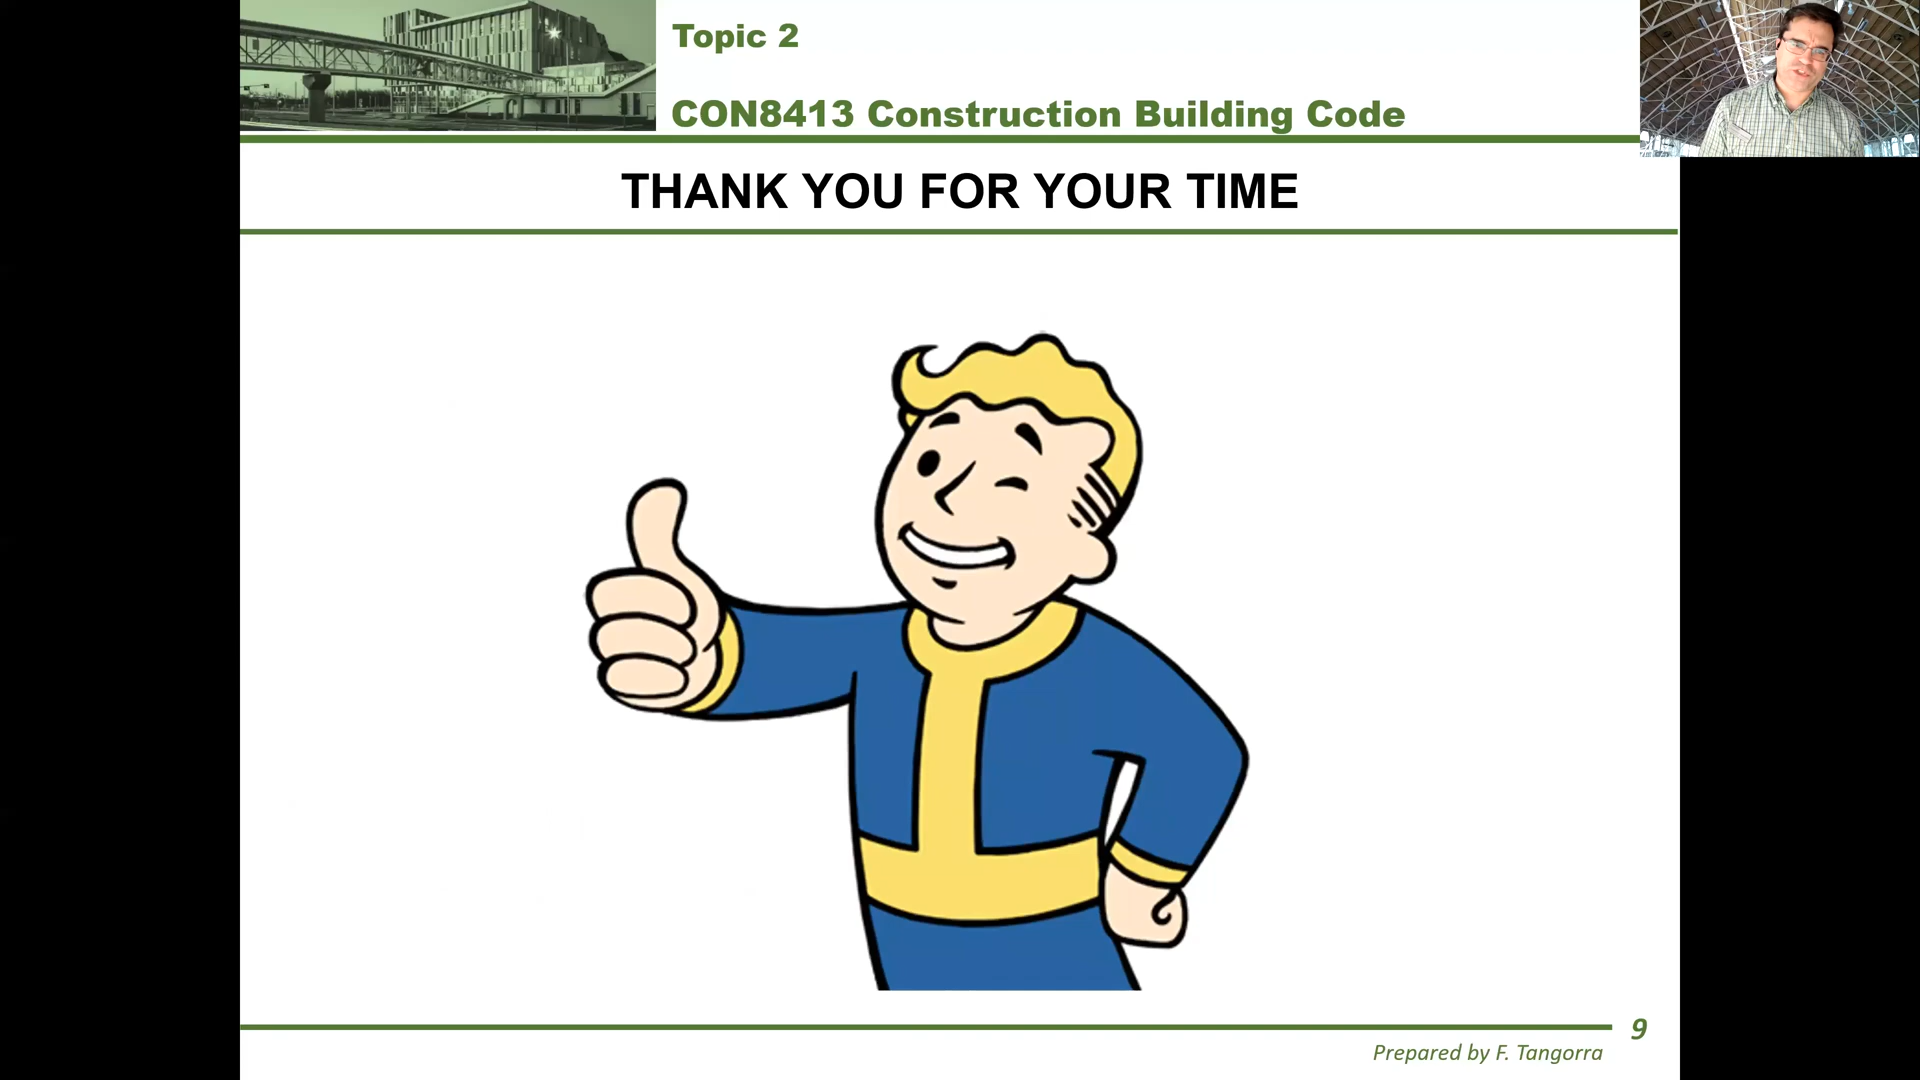 Topic 2
CON8413 Construction Building Code
THANK YOU FOR YOUR TIME
9
Prepared by F. Tangorra